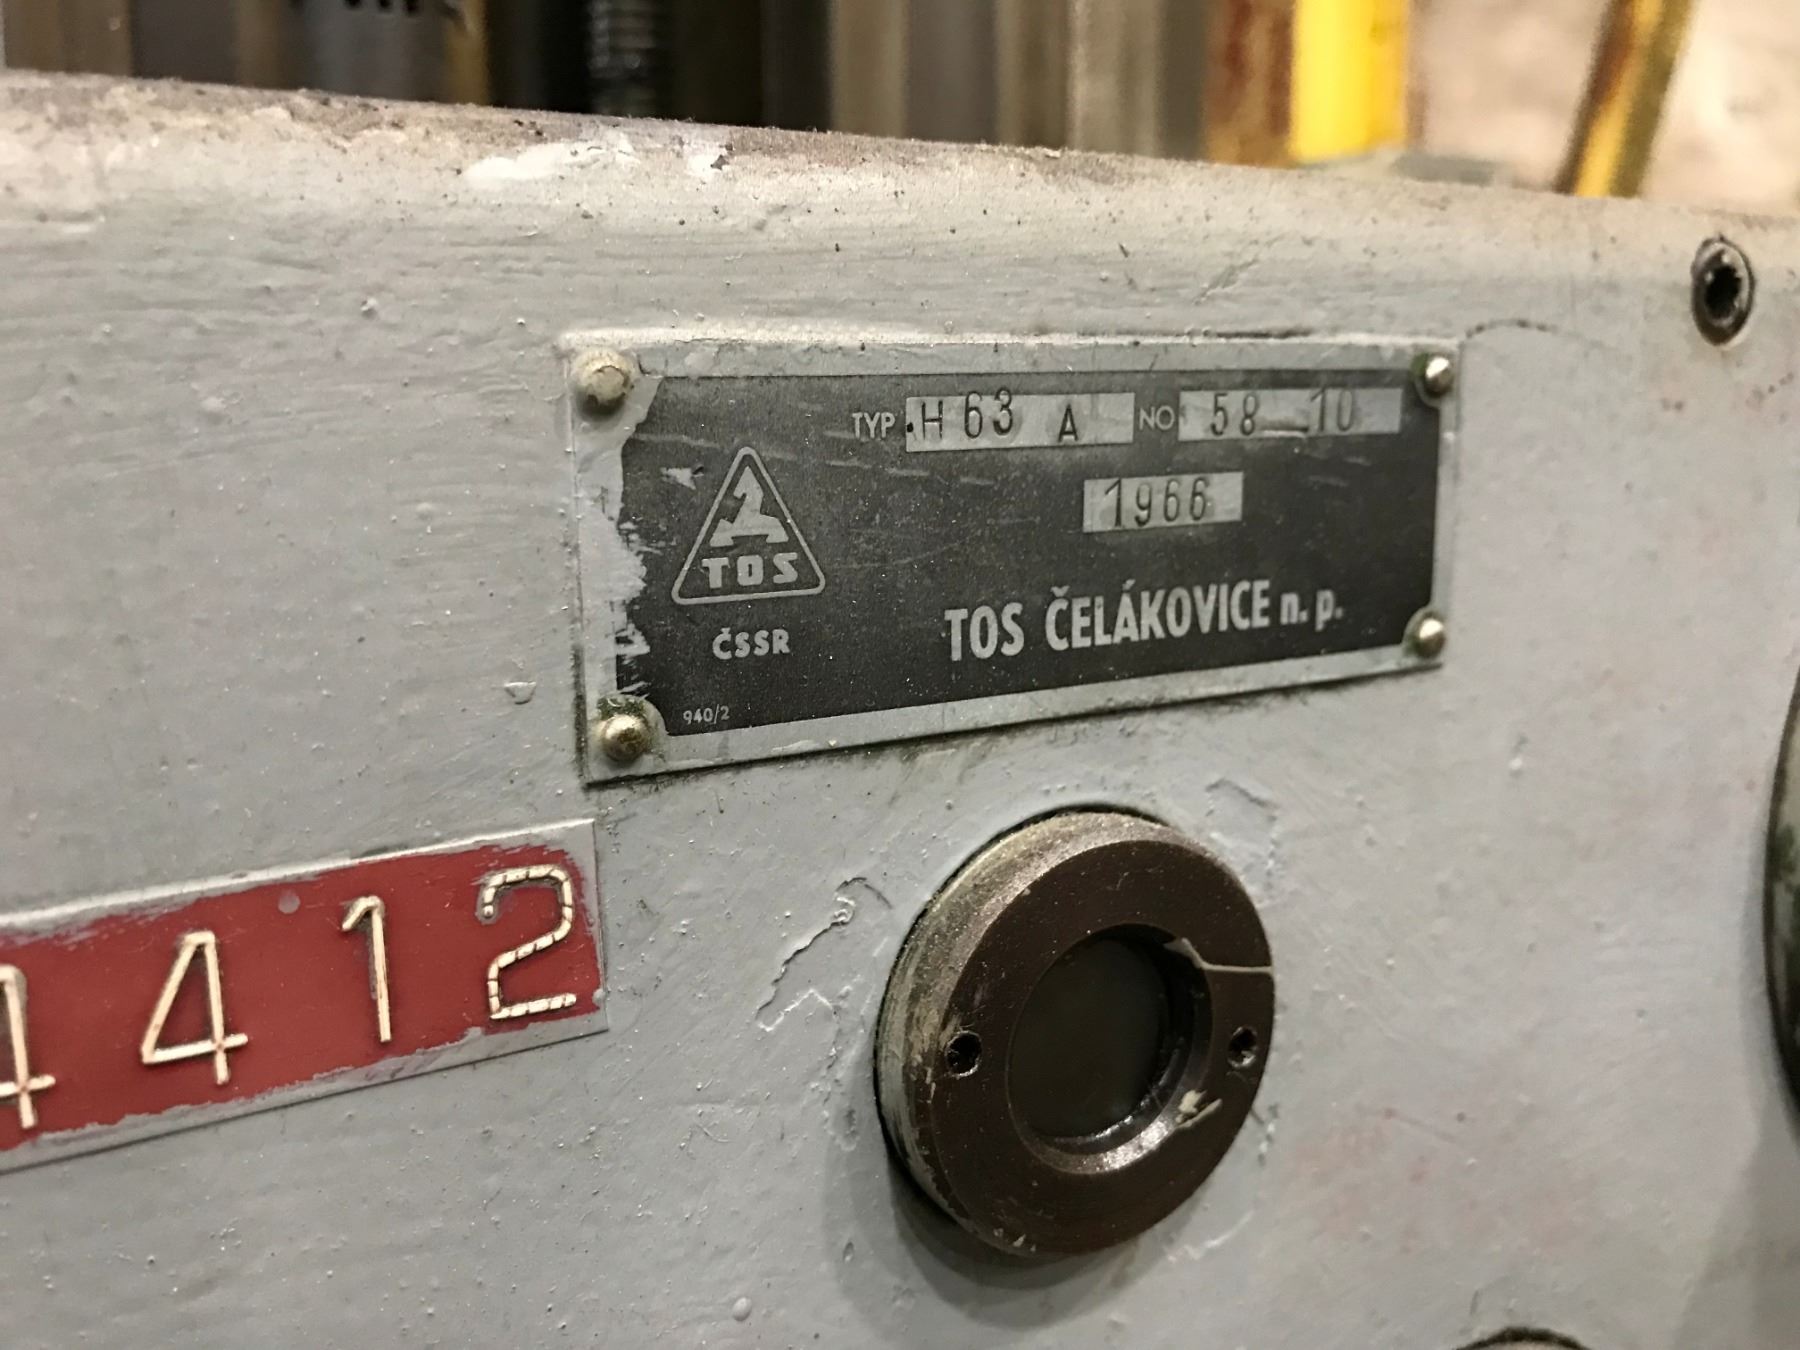 TYP H 63 A NO 58 10
1966
TOS
ČSSR
TOS ČELÁKOVICE n. p.
940/2
4412